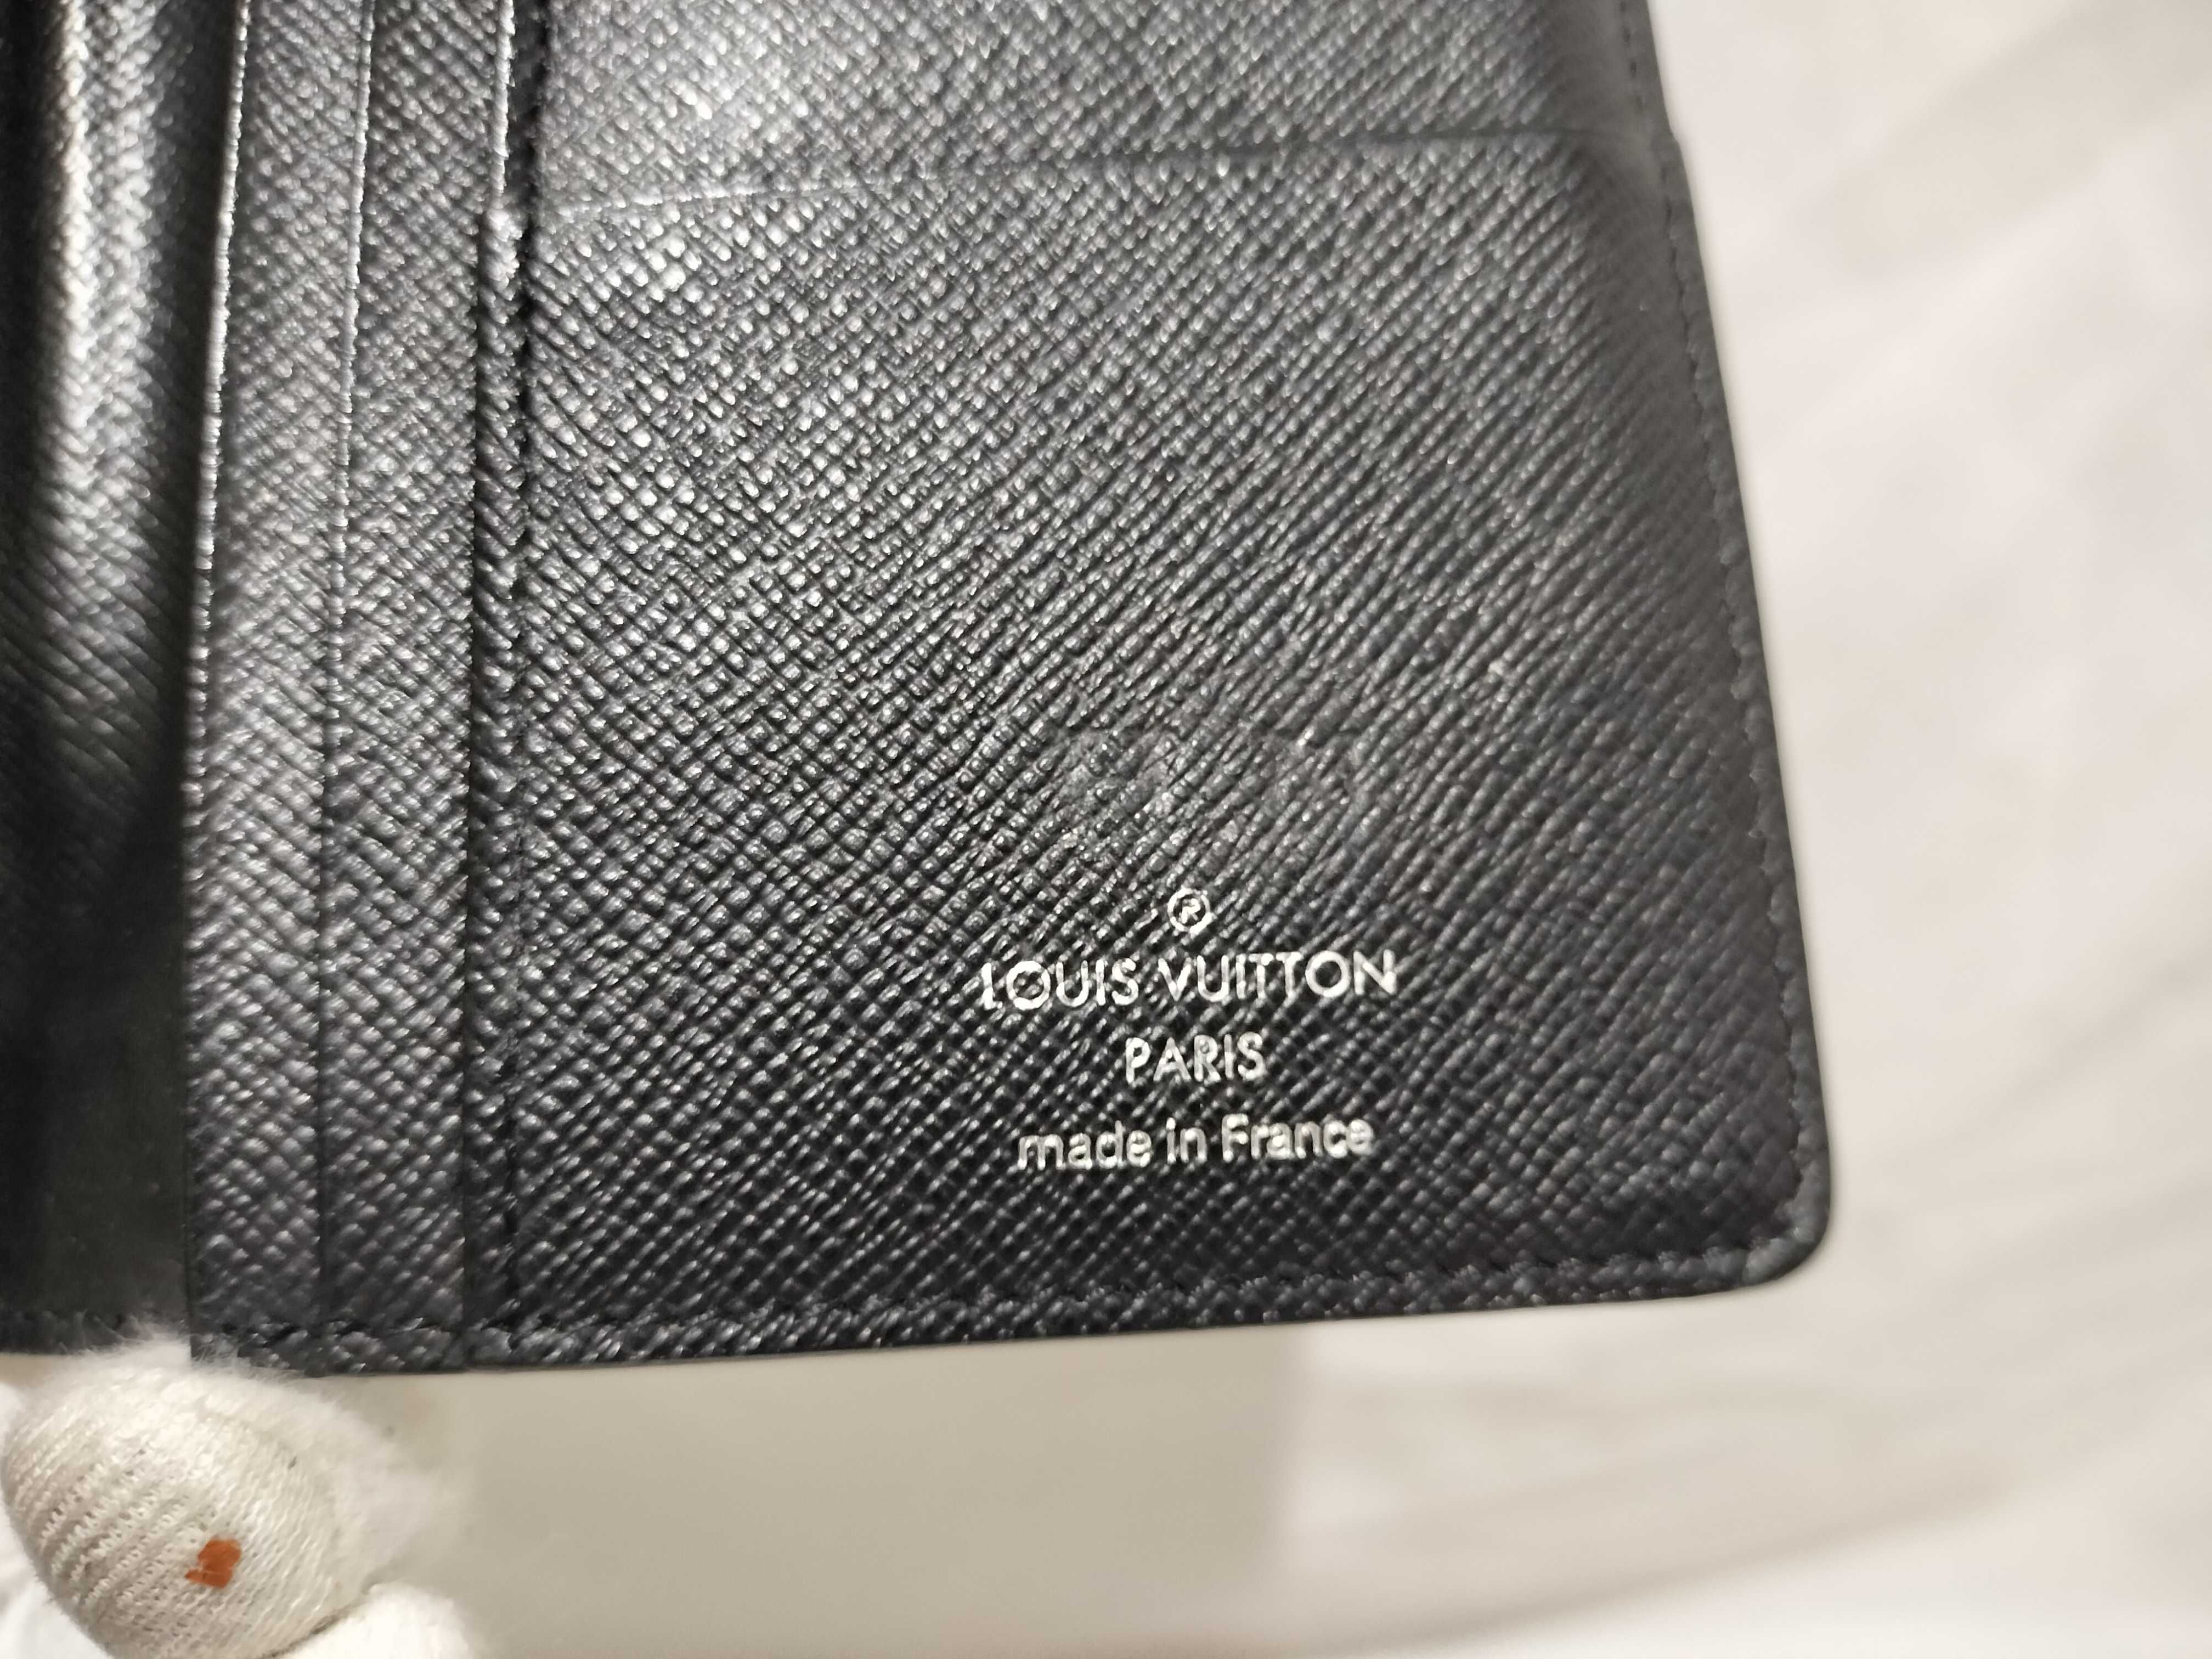 ®
LOUIS VUITTON
PARIS
made in France